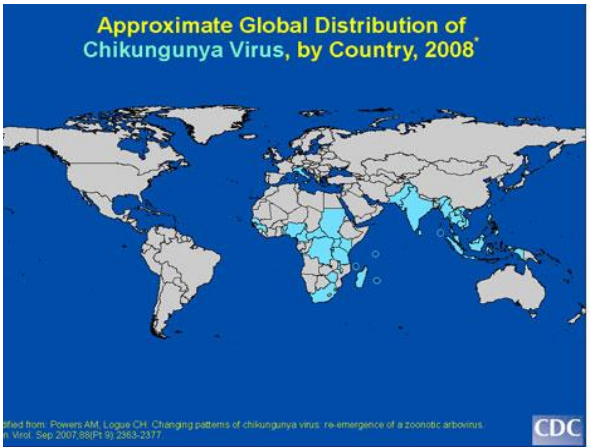 Approximate Global Distribution of
Chikungunya Virus, by Country, 2008*
dified from: Powers AM, Logue CH. Changing patterns of chikungunya virus: re-emergence of a zoonotic arbovirus.
n Virol. Sep 2007;88(Pt 9):2363-2377.
CDC